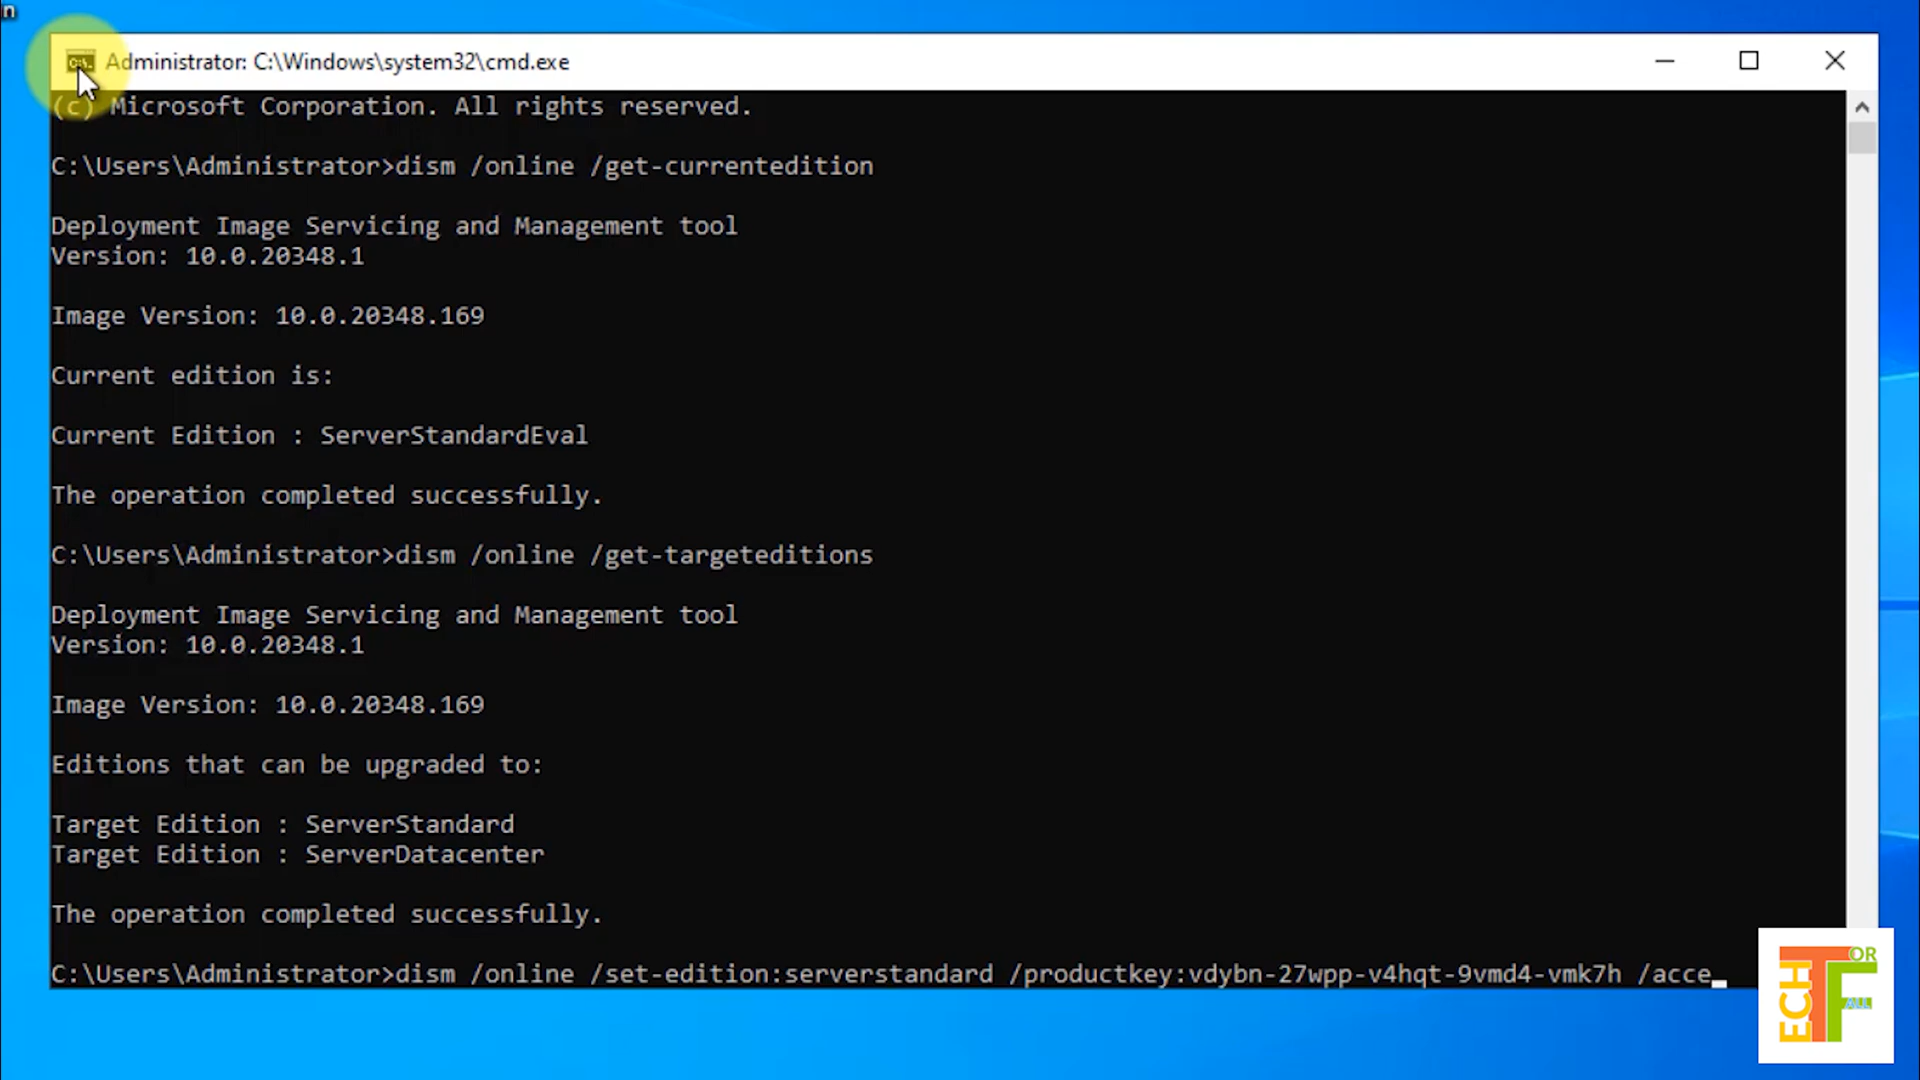 n
Administrator: C:\Windows\system32\cmd.exe
(c) Microsoft Corporation. All rights reserved.
C:\Users\Administrator>dism /online /get-currentedition
Deployment Image Servicing and Management tool
Version: 10.0.20348.1
Image Version: 10.0.20348.169
Current edition is:
Current Edition : ServerStandardEval
The operation completed successfully.
C:\Users\Administrator>dism /online /get-targeteditions
Deployment Image Servicing and Management tool
Version: 10.0.20348.1
Image Version: 10.0.20348.169
Editions that can be upgraded to:
Target Edition : ServerStandard
Target Edition : ServerDatacenter
The operation completed successfully.
C:\Users\Administrator>dism /online /set-edition:serverstandard /productkey:vdybn-27wpp-v4hqt-9vmd4-vmk7h /acce
TECH FOR ALL